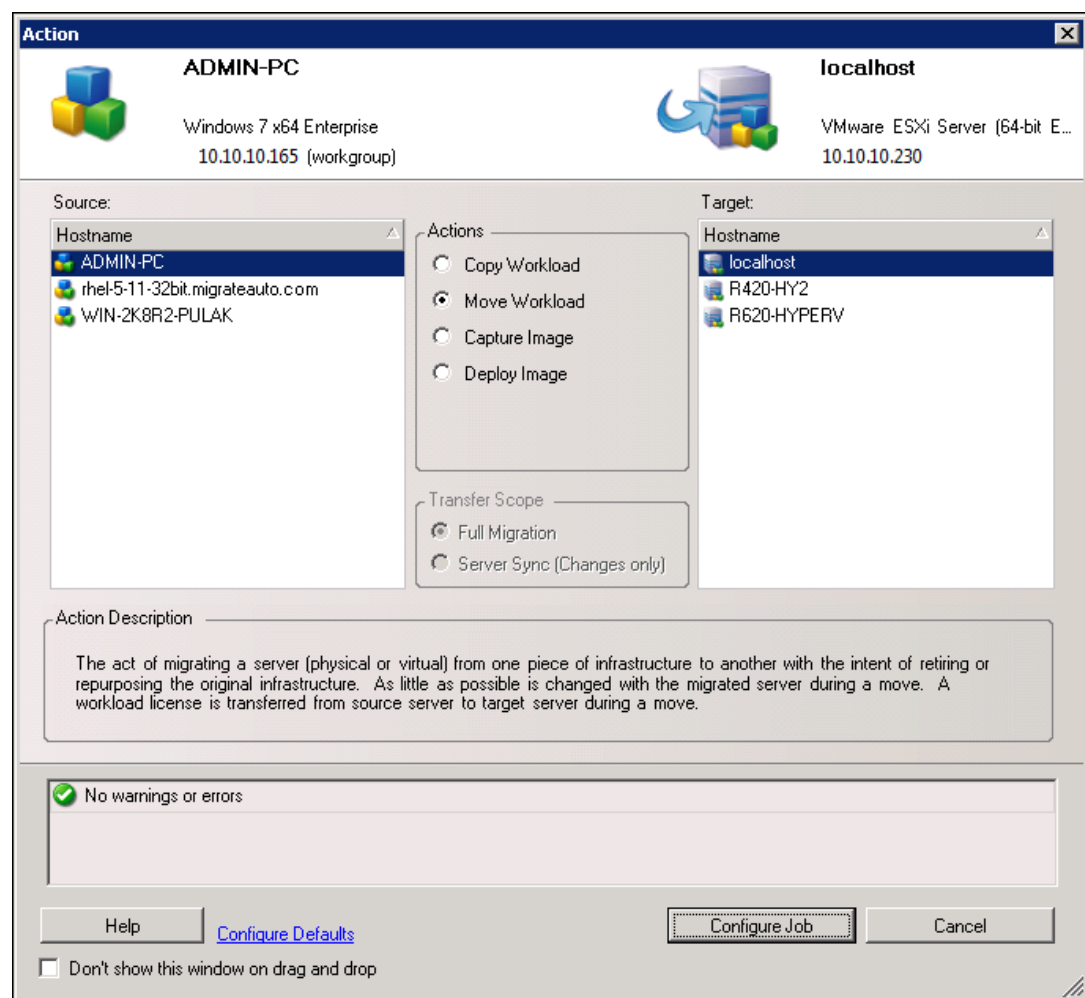 Action
ADMIN-PC
Windows 7 x64 Enterprise
10.10.10.165 (workgroup)
localhost
VMware ESXi Server (64-bit E...
10.10.10.230
Source:
Hostname
ADMIN-PC
rhel-5-11-32bit.migrateauto.com
WIN-2K8R2-PULAK
Actions
Copy Workload
Move Workload
Capture Image
Deploy Image
Transfer Scope
Full Migration
Server Sync (Changes only)
Target:
Hostname
localhost
R420-HY2
R620-HYPERV
Action Description
The act of migrating a server (physical or virtual) from one piece of infrastructure to another with the intent of retiring or
repurposing the original infrastructure. As little as possible is changed with the migrated server during a move. A
workload license is transferred from source server to target server during a move.
No warnings or errors
Help
Configure Defaults
Configure Job
Cancel
Don't show this window on drag and drop